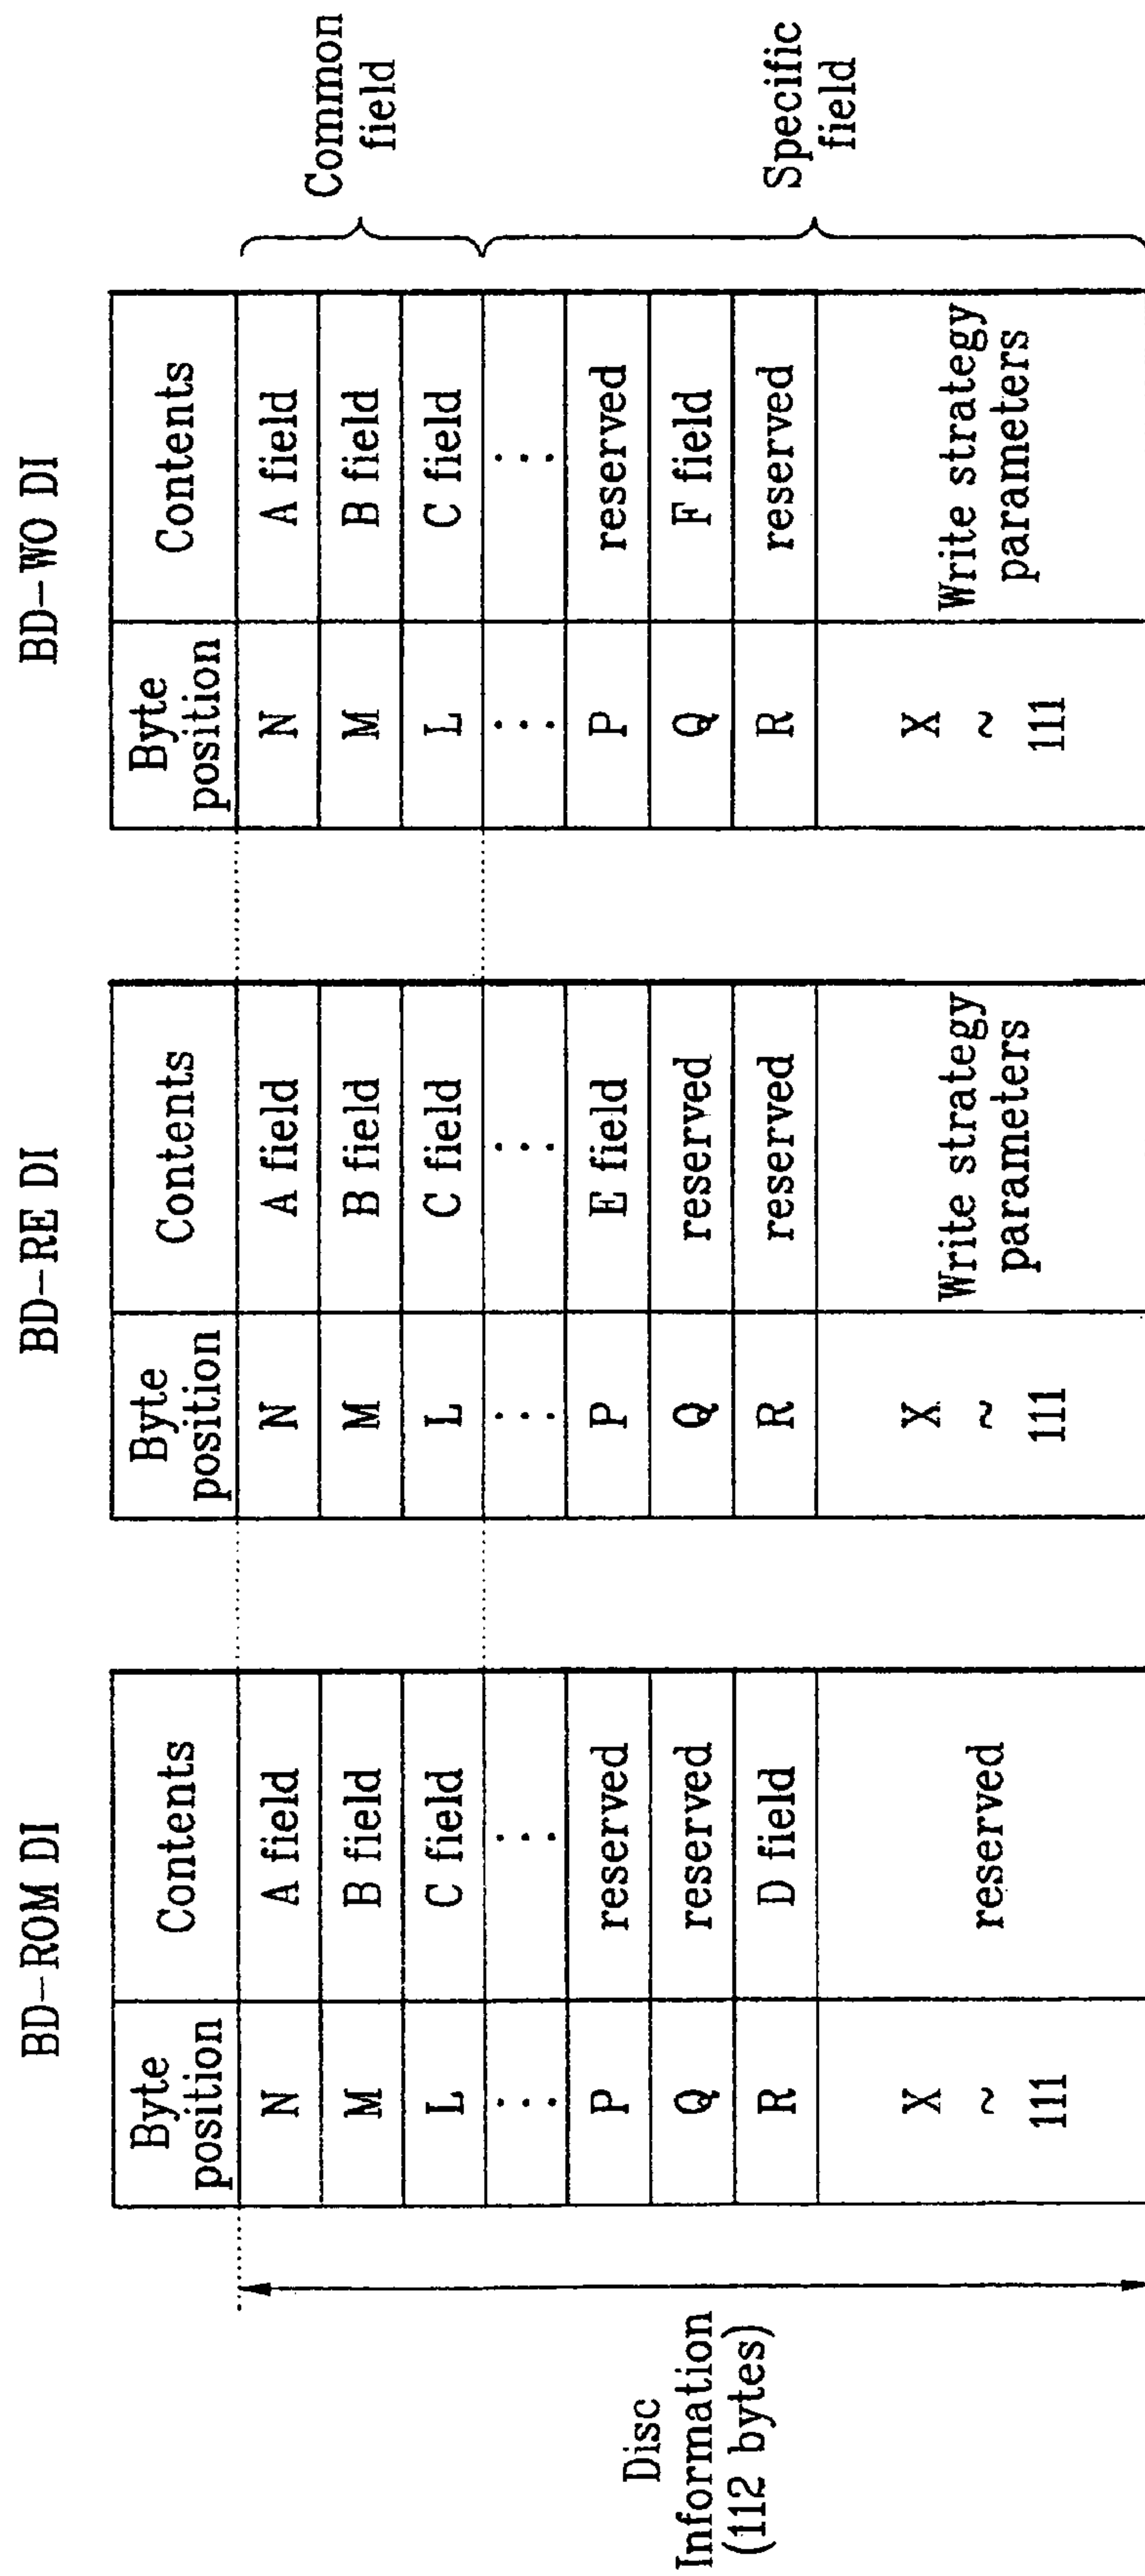 BD-ROM DI
Byte
position
Contents
N
A field
M
B field
L
C field
...
...
P
reserved
Q
reserved
R
D field
X
~
111
reserved
Disc
Information
(112 bytes)
BD-RE DI
Byte
position
Contents
N
A field
M
B field
L
C field
...
...
P
E field
Q
reserved
R
reserved
X
~
111
Write strategy
parameters
BD-WO DI
Byte
position
Contents
N
A field
M
B field
L
C field
...
...
P
reserved
Q
F field
R
reserved
X
~
111
Write strategy
parameters
Common
field
Specific
field